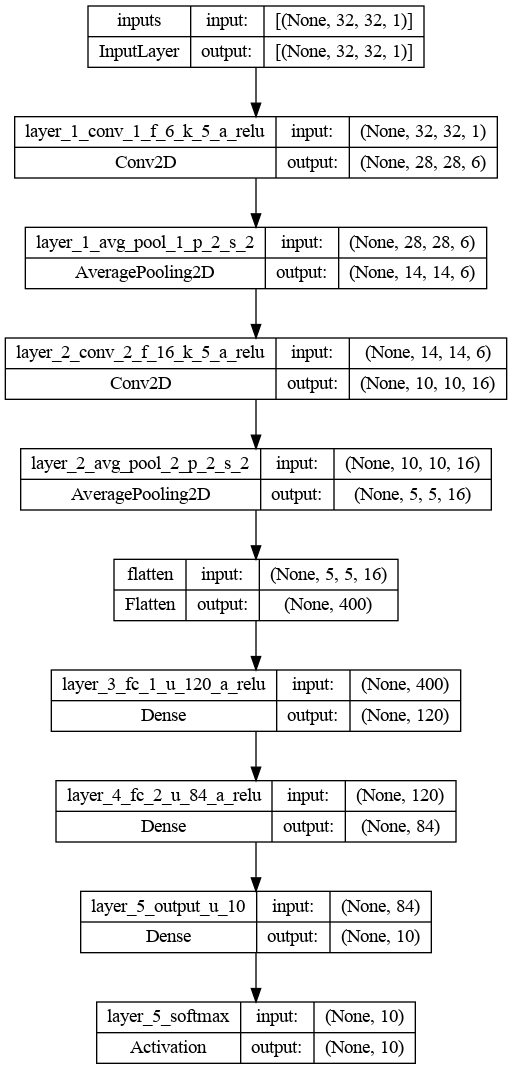 inputs input: [(None, 32, 32, 1)]
InputLayer output: [(None, 32, 32, 1)]
layer_1_conv_1_f_6_k_5_a_relu input: (None, 32, 32, 1)
Conv2D output: (None, 28, 28, 6)
layer_1_avg_pool_1_p_2_s_2 input: (None, 28, 28, 6)
AveragePooling2D output: (None, 14, 14, 6)
layer_2_conv_2_f_16_k_5_a_relu input: (None, 14, 14, 6)
Conv2D output: (None, 10, 10, 16)
layer_2_avg_pool_2_p_2_s_2 input: (None, 10, 10, 16)
AveragePooling2D output: (None, 5, 5, 16)
flatten input: (None, 5, 5, 16)
Flatten output: (None, 400)
layer_3_fc_1_u_120_a_relu input: (None, 400)
Dense output: (None, 120)
layer_4_fc_2_u_84_a_relu input: (None, 120)
Dense output: (None, 84)
layer_5_output_u_10 input: (None, 84)
Dense output: (None, 10)
layer_5_softmax input: (None, 10)
Activation output: (None, 10)